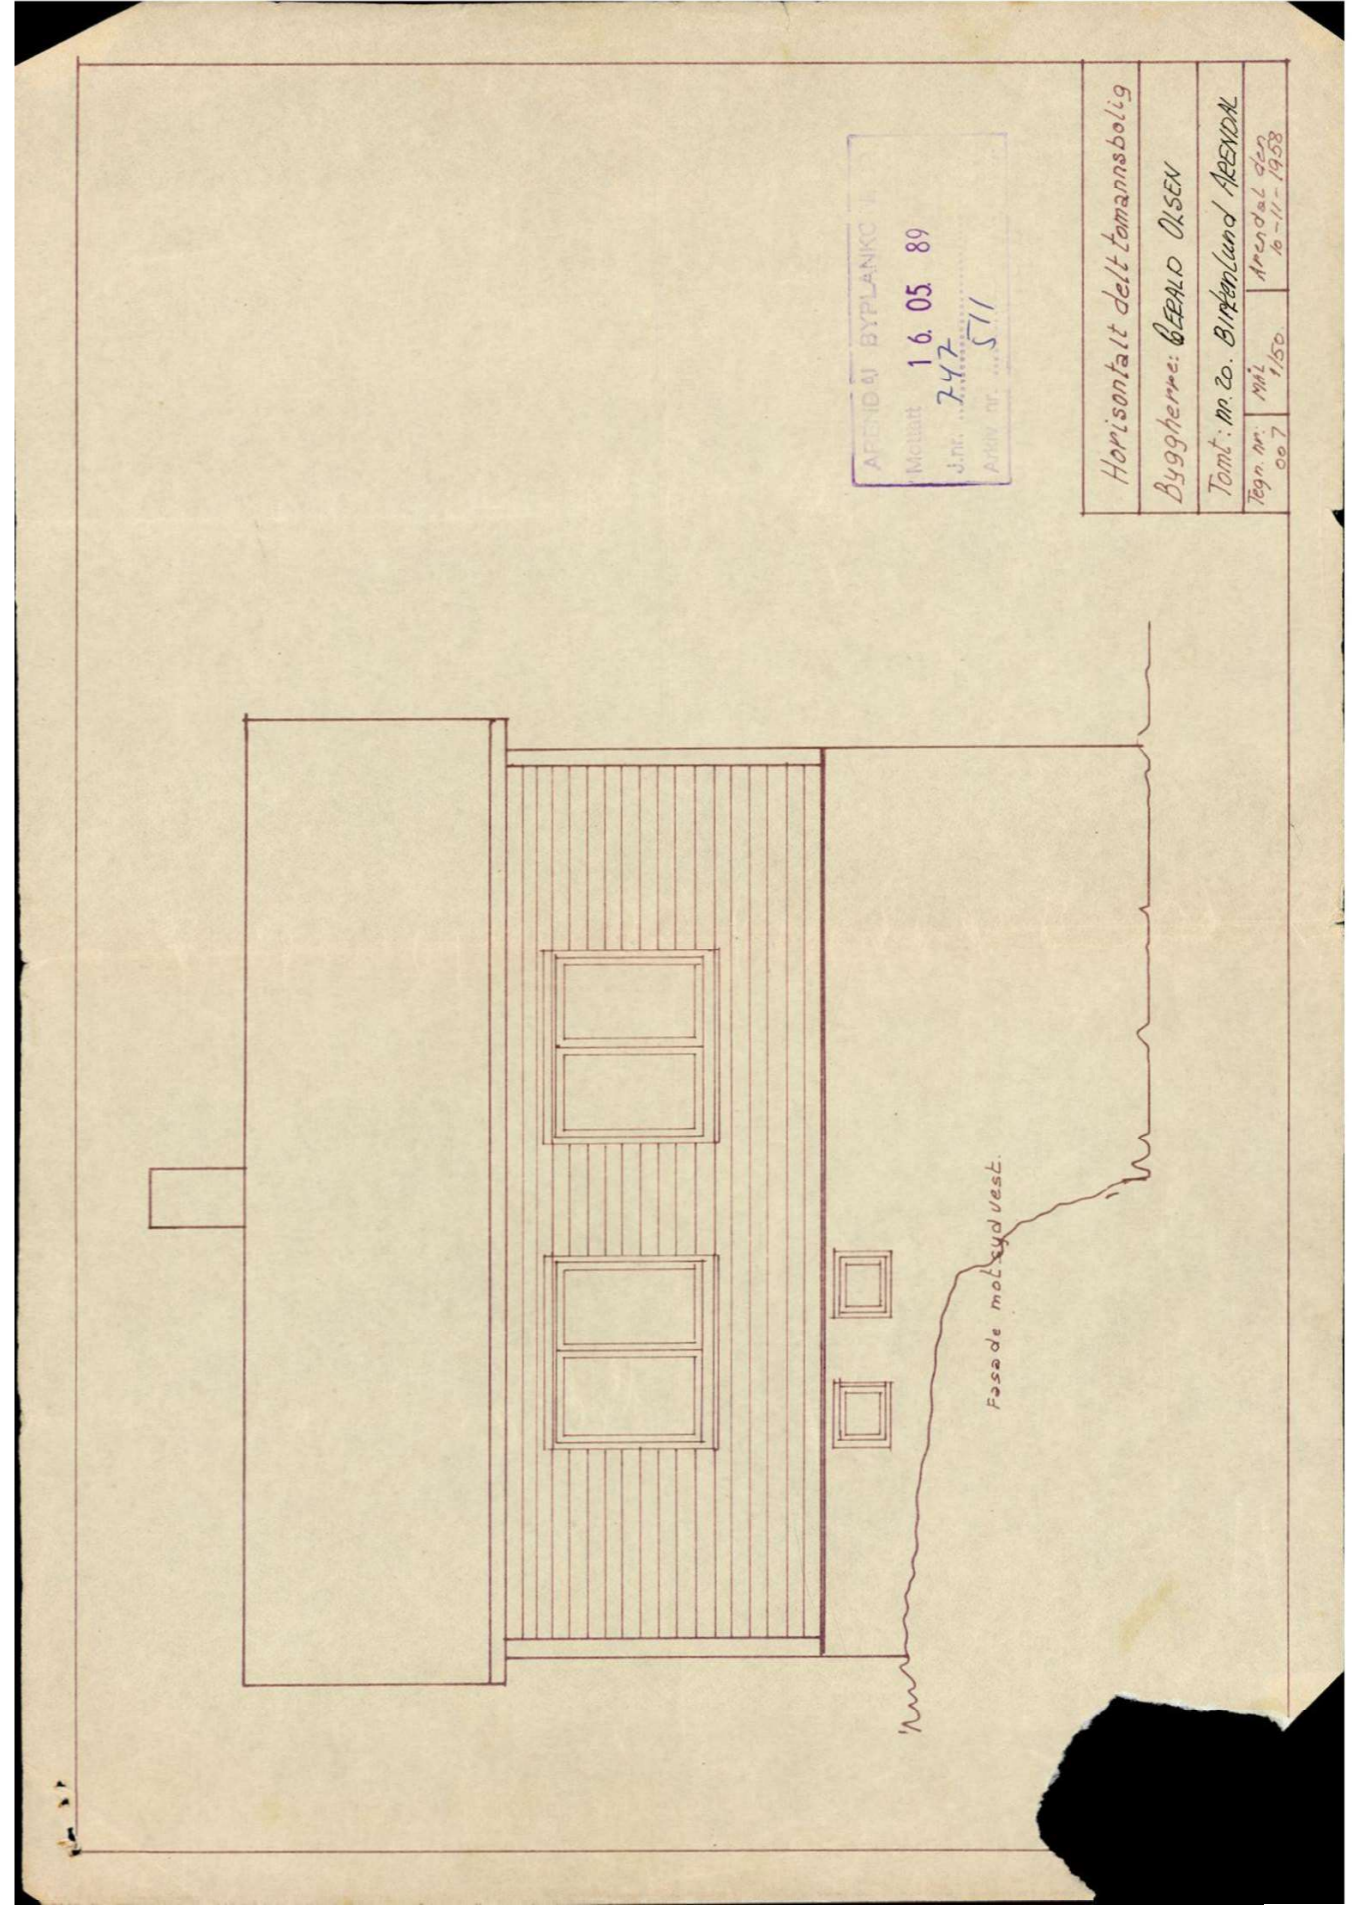 ARENDAL BYPLANKO
Mottatt 16. 05. 89
J.nr. 747
Arkiv nr. 511
Horisontalt delt tomannsbolig
Byggherre: GERALD OLSEN
Tomt: nr. 20. Birkenlund ARENDAL
Tegn. nr: 007
MÅL 1/50.
Arendal den 10-11-1958
Fasade mot sydvest.